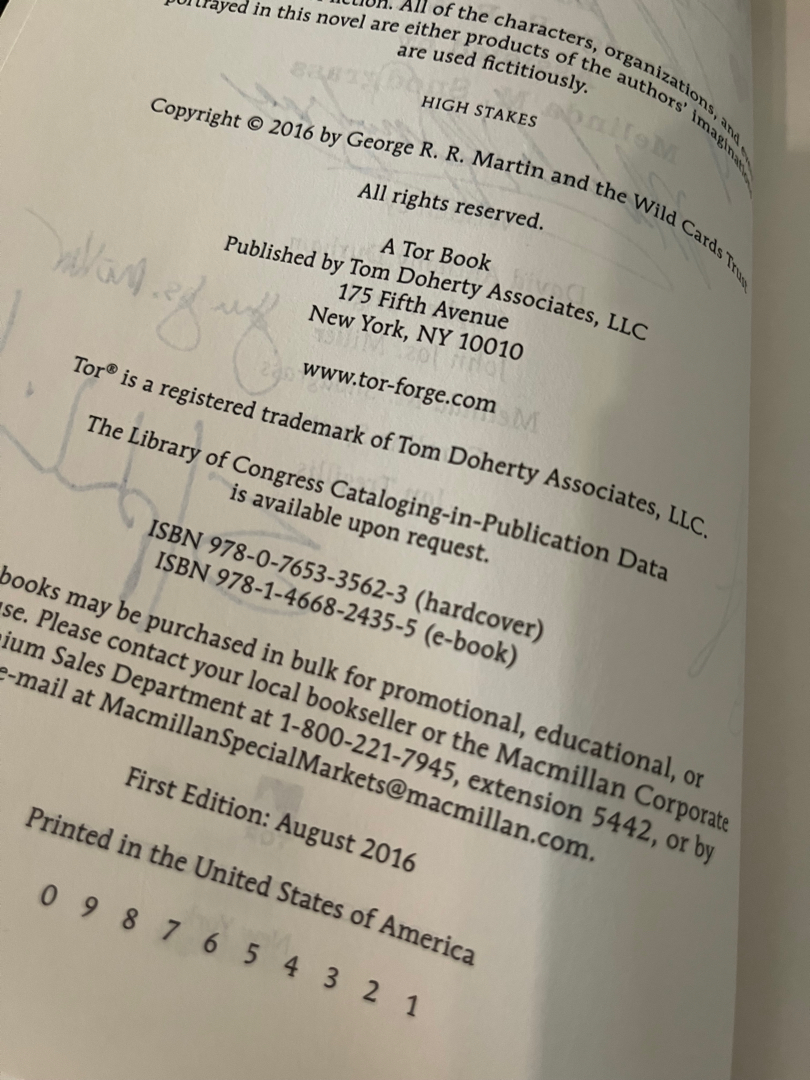 All of the characters, organizations, and
portrayed in this novel are either products of the authors' imagination
are used fictitiously.
HIGH STAKES
Copyright © 2016 by George R. R. Martin and the Wild Cards Trust
All rights reserved.
A Tor Book
Published by Tom Doherty Associates, LLC
175 Fifth Avenue
New York, NY 10010
www.tor-forge.com
Tor® is a registered trademark of Tom Doherty Associates, LLC.
The Library of Congress Cataloging-in-Publication Data
is available upon request.
ISBN 978-0-7653-3562-3 (hardcover)
ISBN 978-1-4668-2435-5 (e-book)
books may be purchased in bulk for promotional, educational, or
use. Please contact your local bookseller or the Macmillan Corporate
ium Sales Department at 1-800-221-7945, extension 5442, or by
e-mail at MacmillanSpecialMarkets@macmillan.com.
First Edition: August 2016
Printed in the United States of America
0 9 8 7 6 5 4 3 2 1